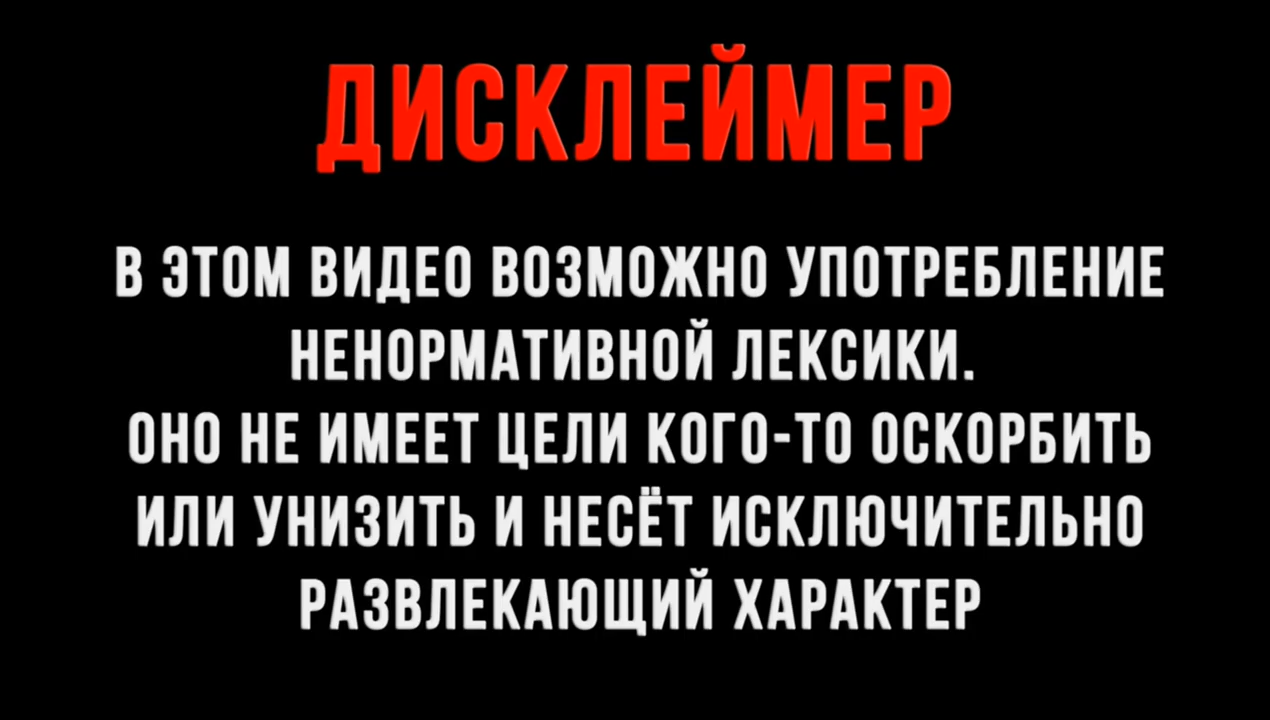 ДИСКЛЕЙМЕР
В ЭТОМ ВИДЕО ВОЗМОЖНО УПОТРЕБЛЕНИЕ
НЕНОРМАТИВНОЙ ЛЕКСИКИ.
ОНО НЕ ИМЕЕТ ЦЕЛИ КОГО-ТО ОСКОРБИТЬ
ИЛИ УНИЗИТЬ И НЕСЁТ ИСКЛЮЧИТЕЛЬНО
РАЗВЛЕКАЮЩИЙ ХАРАКТЕР